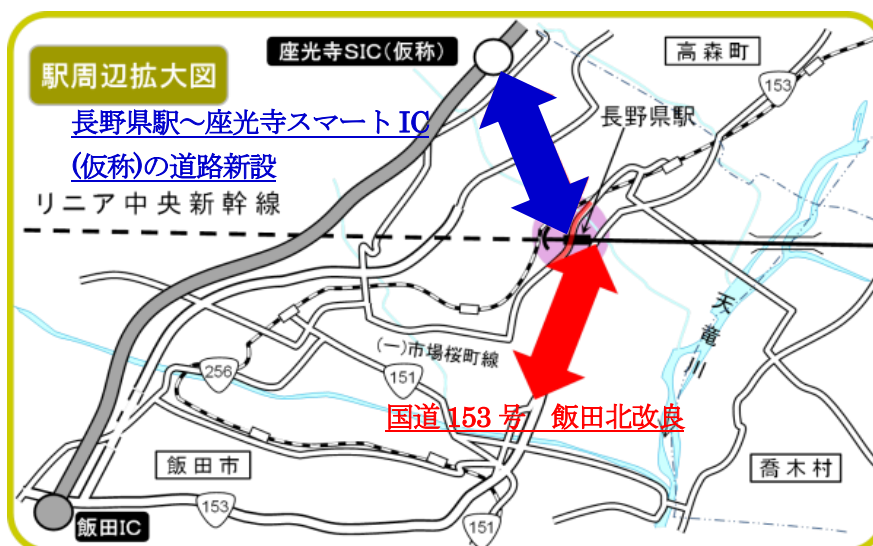 座光寺SIC(仮称)
高森町
駅周辺拡大図
153
長野県駅～座光寺スマートIC
(仮称)の道路新設
長野県駅
リニア中央新幹線
天竜川
(一)市場桜町線
256
151
国道153号　飯田北改良
飯田市
喬木村
153
151
飯田IC